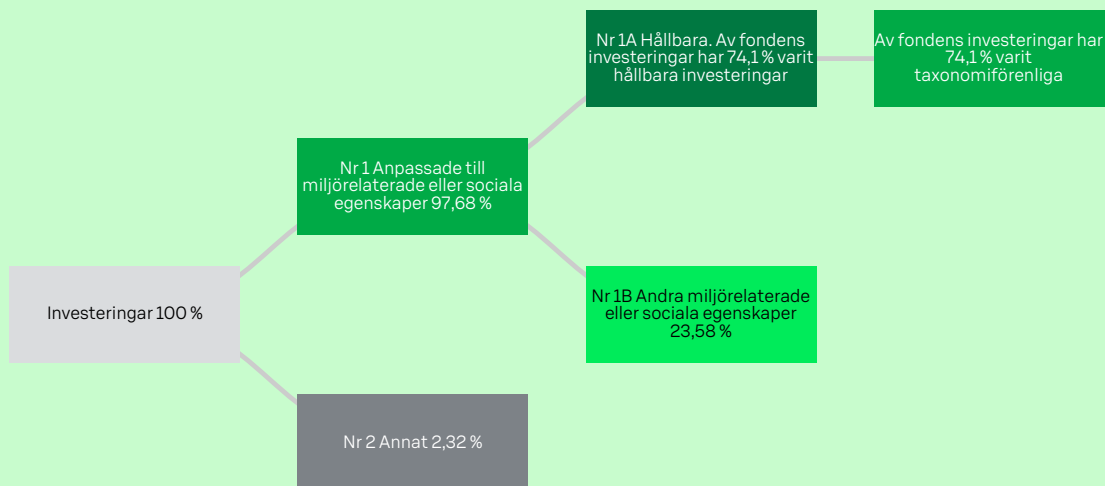 Nr 1A Hållbara. Av fondens
investeringar har 74,1 % varit
hållbara investeringar
Av fondens investeringar har
74,1 % varit
taxonomiförenliga
Nr 1 Anpassade till
miljörelaterade eller sociala
egenskaper 97,68 %
Investeringar 100 %
Nr 1B Andra miljörelaterade
eller sociala egenskaper
23,58 %
Nr 2 Annat 2,32 %